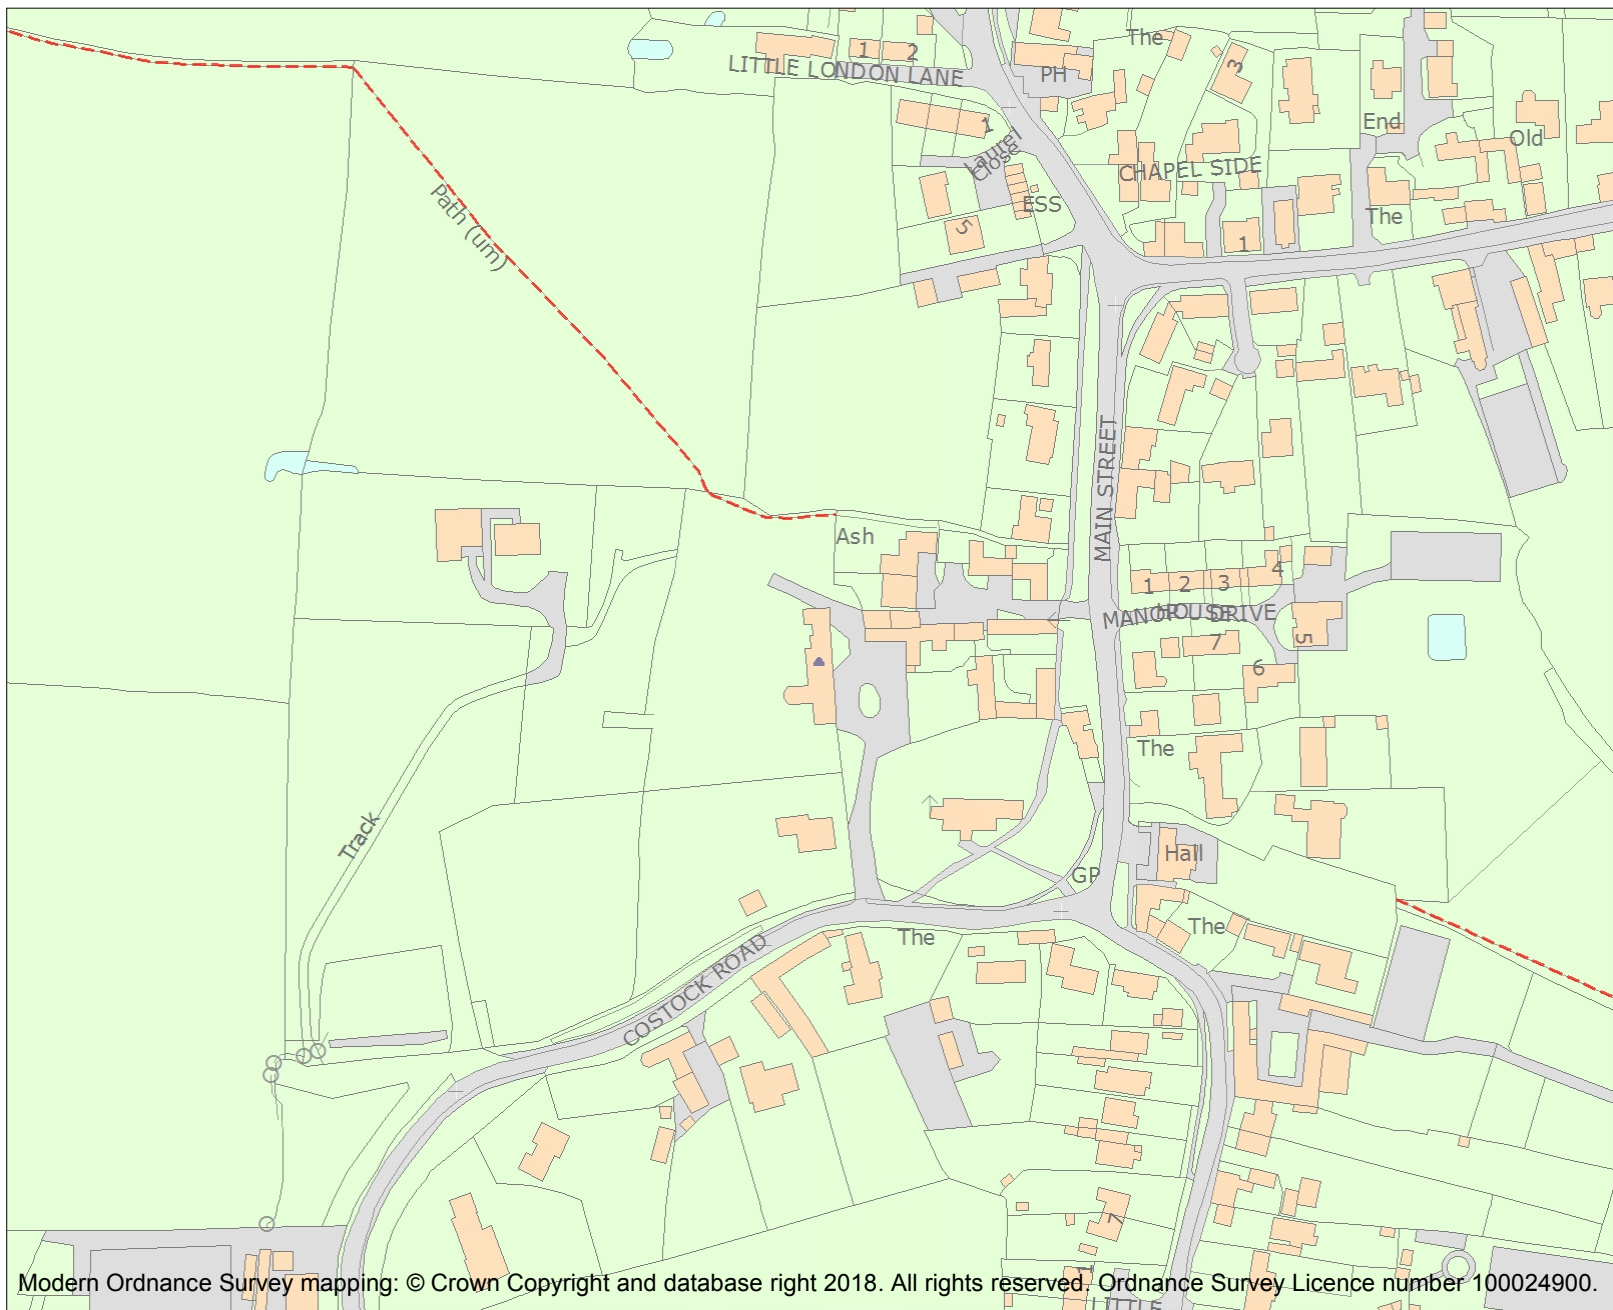 The
1 2
LITTLE LONDON LANE
PH
3
1
Laurel
Close
End
Old
CHAPEL SIDE
ESS
The
5
1
Path (um)
MAIN STREET
Ash
1 2 3 4
MANOR HOUSE DRIVE
7
5
6
The
Track
Hall
GP
The
The
COSTOCK ROAD
7
1
LITTLE
Modern Ordnance Survey mapping: © Crown Copyright and database right 2018. All rights reserved. Ordnance Survey Licence number 100024900.